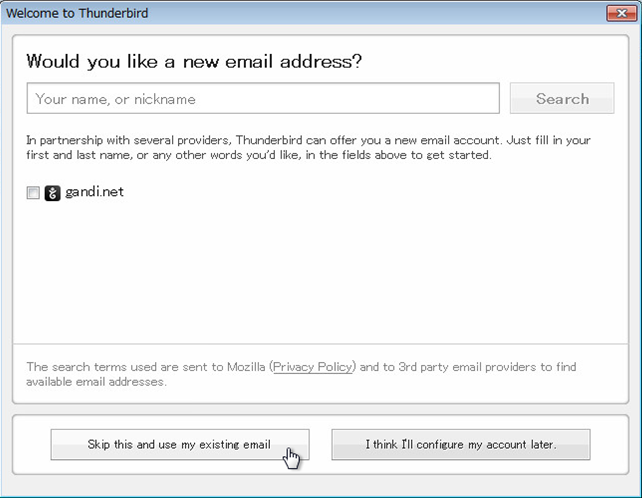 Welcome to Thunderbird
Would you like a new email address?
Your name, or nickname
Search
In partnership with several providers, Thunderbird can offer you a new email account. Just fill in your
first and last name, or any other words you'd like, in the fields above to get started.
gandi.net
The search terms used are sent to Mozilla (Privacy Policy) and to 3rd party email providers to find
available email addresses.
Skip this and use my existing email
I think I'll configure my account later.